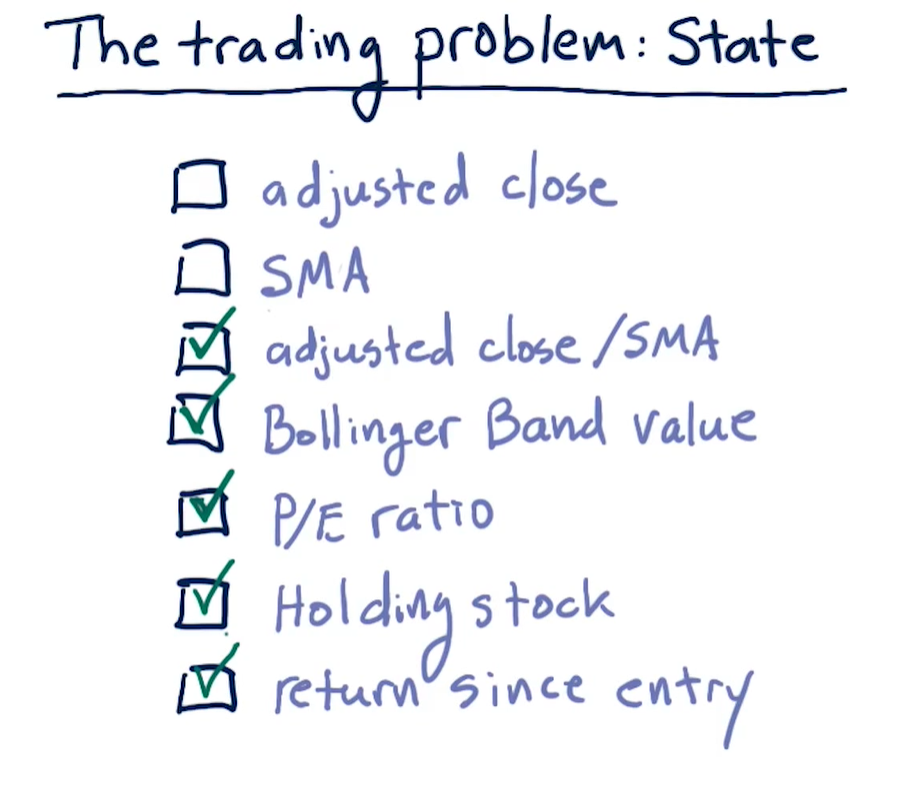 The trading problem: State
adjusted close
SMA
adjusted close/SMA
Bollinger Band value
P/E ratio
Holding stock
return since entry